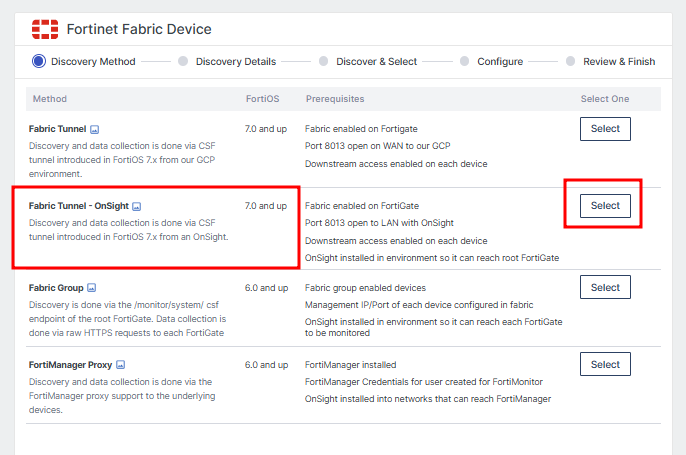 Fortinet Fabric Device
Discovery Method Discovery Details Discover & Select Configure Review & Finish
Method FortiOS Prerequisites Select One
Fabric Tunnel 7.0 and up Fabric enabled on Fortigate Select
Discovery and data collection is done via CSF Port 8013 open on WAN to our GCP
tunnel introduced in FortiOS 7.x from our GCP Downstream access enabled on each device
environment.
Fabric Tunnel - OnSight 7.0 and up Fabric enabled on FortiGate Select
Discovery and data collection is done via CSF Port 8013 open to LAN with OnSight
tunnel introduced in FortiOS 7.x from an OnSight. Downstream access enabled on each device
OnSight installed in environment so it can reach root FortiGate
Fabric Group 6.0 and up Fabric group enabled devices Select
Discovery is done via the /monitor/system/ csf Management IP/Port of each device configured in fabric
endpoint of the root FortiGate. Data collection is OnSight installed in environment so it can reach each FortiGate
done via raw HTTPS requests to each FortiGate to be monitored
FortiManager Proxy 6.0 and up FortiManager installed Select
Discovery and data collection is done via the FortiManager Credentials for user created for FortiMonitor
FortiManager proxy support to the underlying OnSight installed into networks that can reach FortiManager
devices.